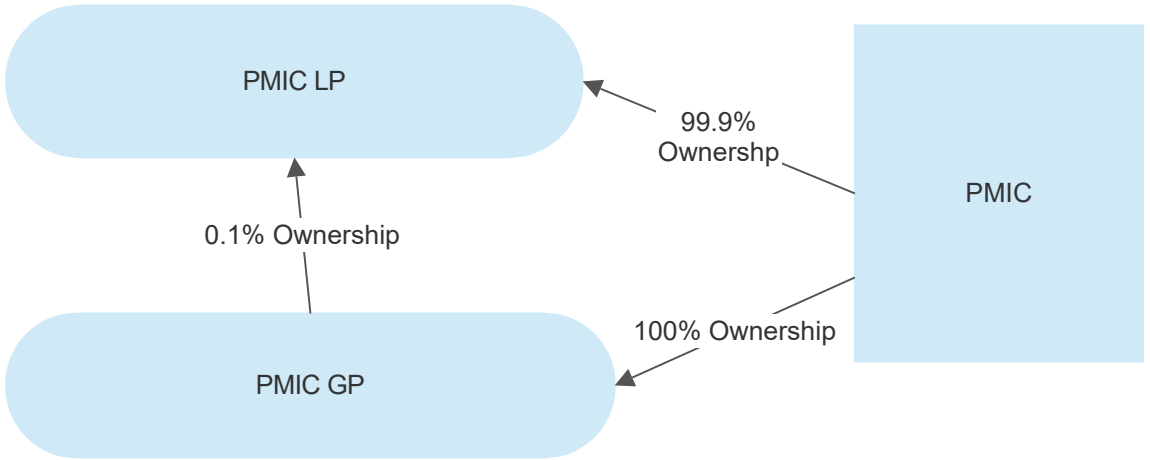 PMIC LP
99.9%
Ownershp
PMIC
0.1% Ownership
100% Ownership
PMIC GP